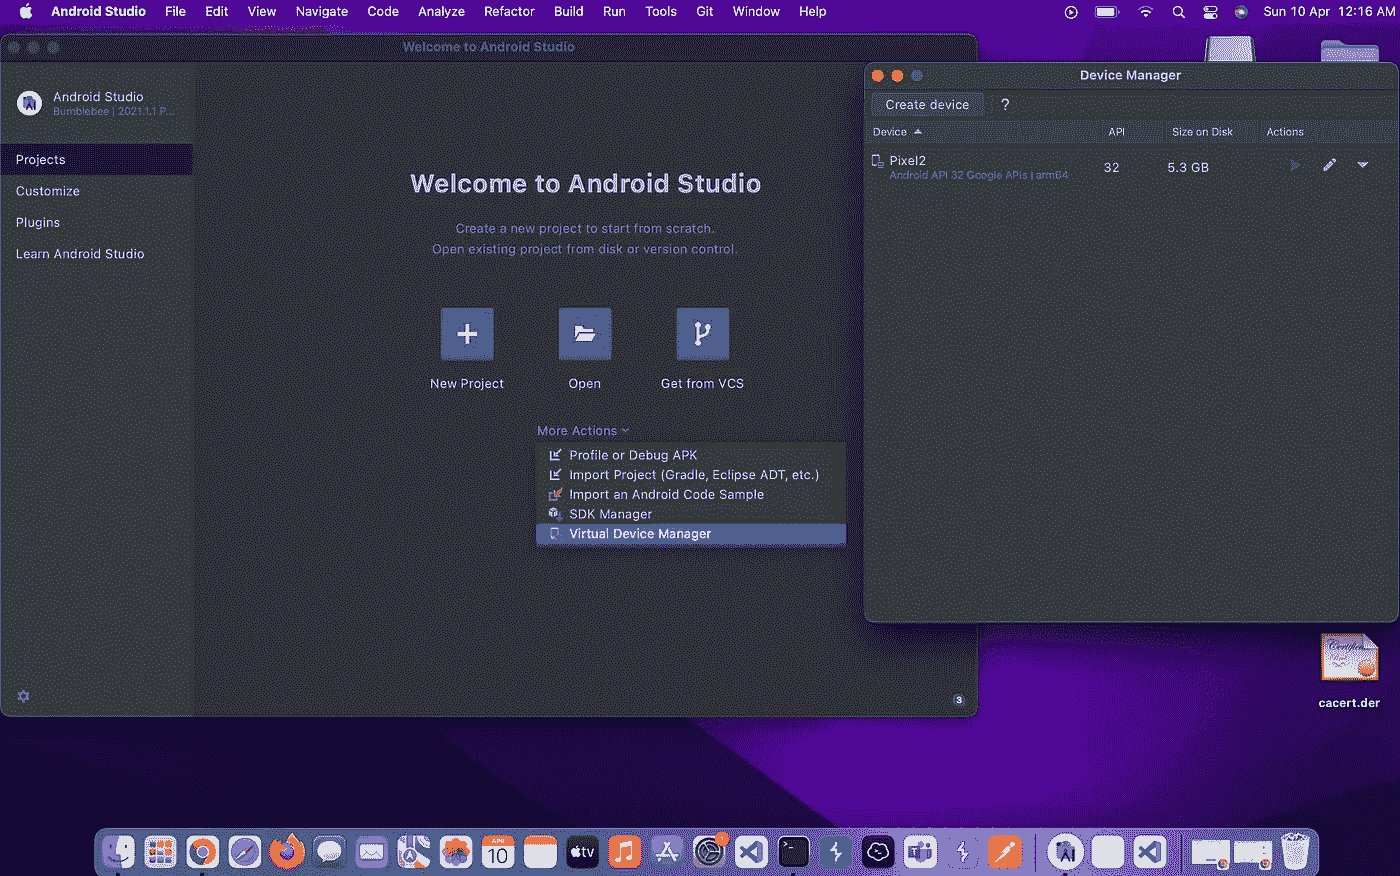 Android Studio File Edit View Navigate Code Analyze Refactor Build Run Tools Git Window Help Sun 10 Apr 12:16 AM
Welcome to Android Studio
Android Studio
Bumblebee | 2021.1.1 P...
Projects
Customize
Plugins
Learn Android Studio
Welcome to Android Studio
Create a new project to start from scratch.
Open existing project from disk or version control.
New Project Open Get from VCS
More Actions
Profile or Debug APK
Import Project (Gradle, Eclipse ADT, etc.)
Import an Android Code Sample
SDK Manager
Virtual Device Manager
3
Device Manager
Create device ?
Device API Size on Disk Actions
Pixel2 32 5.3 GB
Android API 32 Google APIs | arm64
cacert.der
APR
10
tv